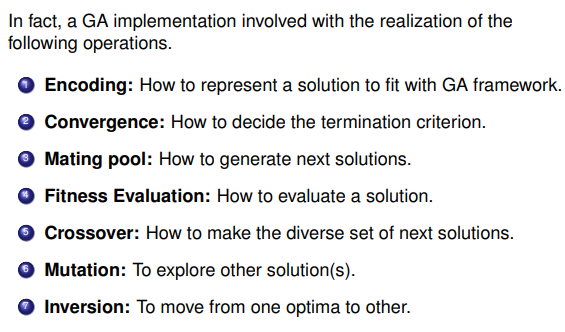 In fact, a GA implementation involved with the realization of the
following operations.
1 Encoding: How to represent a solution to fit with GA framework.
2 Convergence: How to decide the termination criterion.
3 Mating pool: How to generate next solutions.
4 Fitness Evaluation: How to evaluate a solution.
5 Crossover: How to make the diverse set of next solutions.
6 Mutation: To explore other solution(s).
7 Inversion: To move from one optima to other.